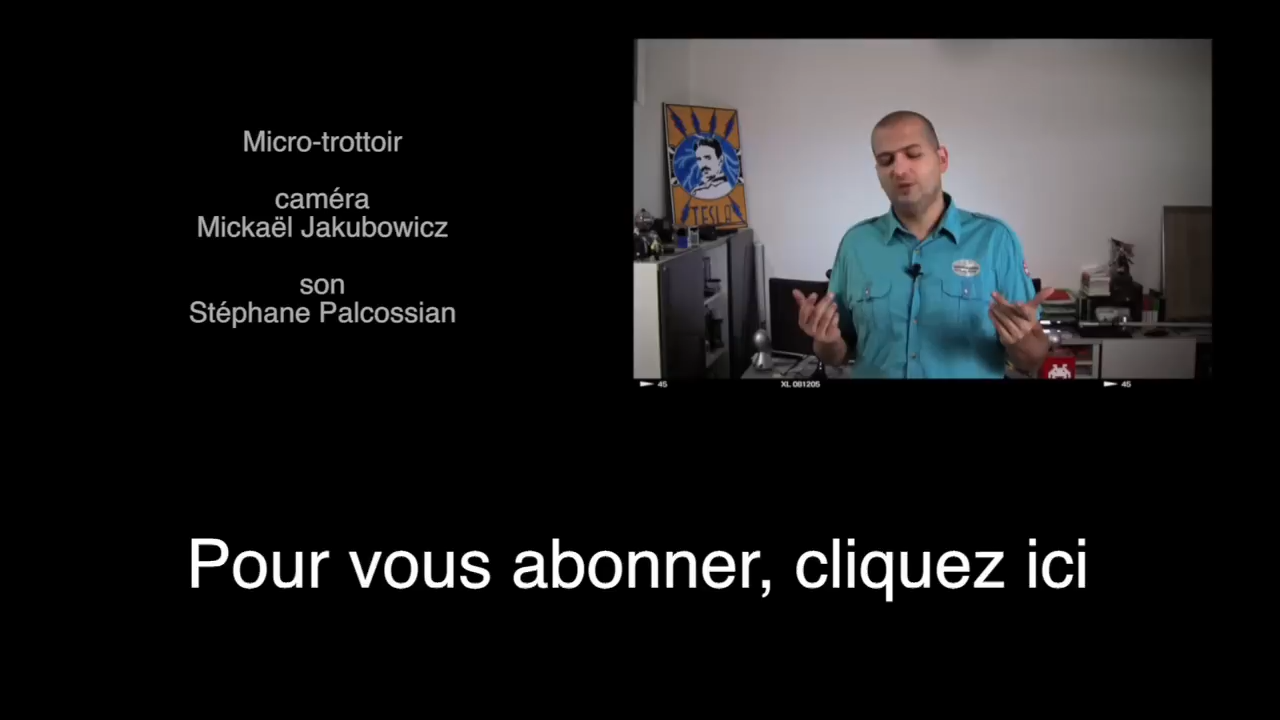 Micro-trottoir
caméra
Mickaël Jakubowicz
son
Stéphane Palcossian
TESLA
45
XL 081205
45
Pour vous abonner, cliquez ici